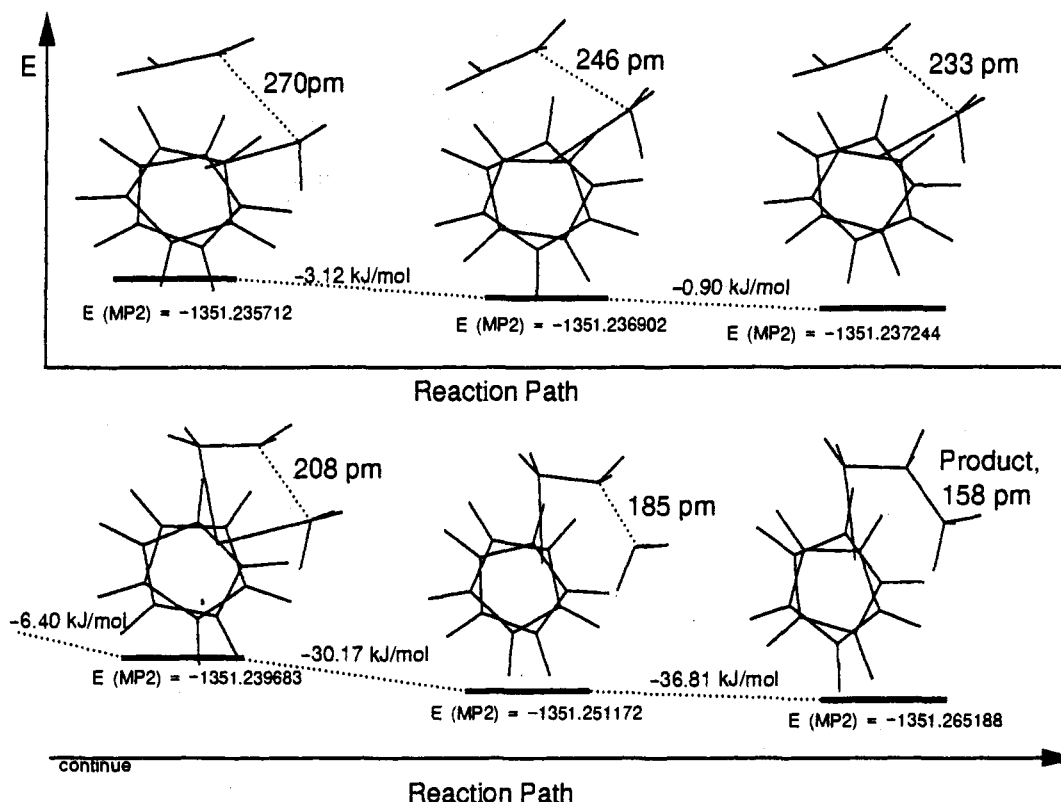 E
270pm
246 pm
233 pm
−3.12 kJ/mol
−0.90 kJ/mol
E (MP2) = −1351.235712
E (MP2) = −1351.236902
E (MP2) = −1351.237244
Reaction Path
208 pm
185 pm
Product,
158 pm
−6.40 kJ/mol
−30.17 kJ/mol
−36.81 kJ/mol
E (MP2) = −1351.239683
E (MP2) = −1351.251172
E (MP2) = −1351.265188
continue
Reaction Path